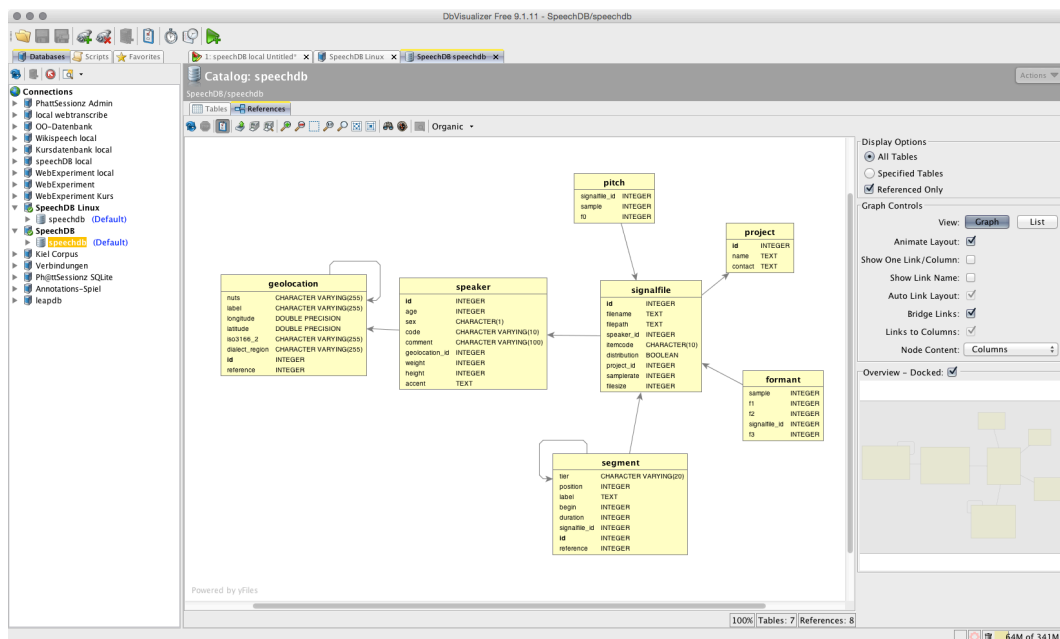 DbVisualizer Free 9.1.11 - SpeechDB/speechdb
Databases Scripts Favorites
1: speechDB local Untitled* SpeechDB Linux SpeechDB speechdb
Connections
PhattSessionz Admin
local webtranscribe
OO-Datenbank
Wikispeech local
Kursdatenbank local
speechDB local
WebExperiment local
WebExperiment
WebExperiment Kurs
SpeechDB Linux
speechdb (Default)
SpeechDB
speechdb (Default)
Kiel Corpus
Verbindungen
Ph@ttSessionz SQLite
Annotations-Spiel
leapdb
Catalog: speechdb
Actions
SpeechDB/speechdb
Tables References
Organic
pitch
signalfile_id INTEGER
sample INTEGER
f0 INTEGER
project
id INTEGER
name TEXT
contact TEXT
geolocation
nuts CHARACTER VARYING(255)
label CHARACTER VARYING(255)
longitude DOUBLE PRECISION
latitude DOUBLE PRECISION
iso3166_2 CHARACTER VARYING(255)
dialect_region CHARACTER VARYING(255)
id INTEGER
reference INTEGER
speaker
id INTEGER
age INTEGER
sex CHARACTER(1)
code CHARACTER VARYING(10)
comment CHARACTER VARYING(100)
geolocation_id INTEGER
weight INTEGER
height INTEGER
accent TEXT
signalfile
id INTEGER
filename TEXT
filepath TEXT
speaker_id INTEGER
itemcode CHARACTER(10)
distribution BOOLEAN
project_id INTEGER
samplerate INTEGER
filesize INTEGER
formant
sample INTEGER
f1 INTEGER
f2 INTEGER
signalfile_id INTEGER
f3 INTEGER
segment
tier CHARACTER VARYING(20)
position INTEGER
label TEXT
begin INTEGER
duration INTEGER
signalfile_id INTEGER
id INTEGER
reference INTEGER
Powered by yFiles
100% Tables: 7 References: 8
Display Options
All Tables
Specified Tables
Referenced Only
Graph Controls
View: Graph List
Animate Layout:
Show One Link/Column:
Show Link Name:
Auto Link Layout:
Bridge Links:
Links to Columns:
Node Content: Columns
Overview - Docked:
64M of 341M